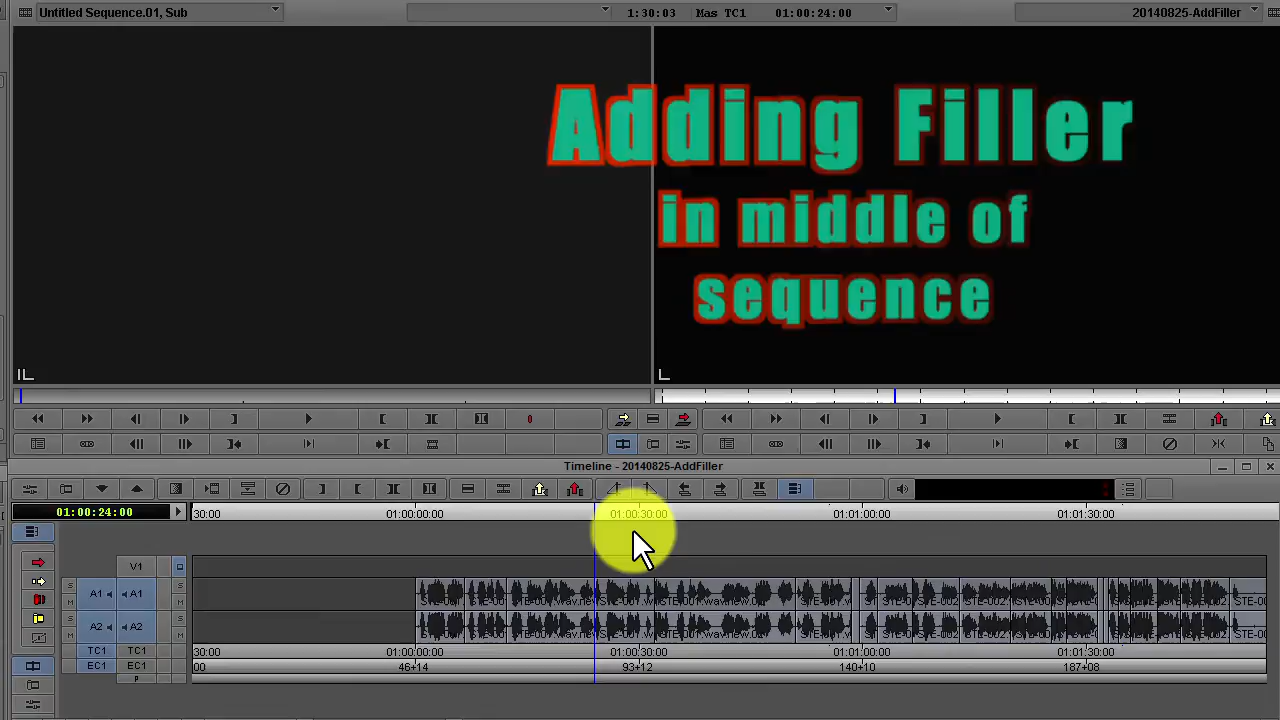 Untitled Sequence.01, Sub
1:30:03 Mas TC1 01:00:24:00
20140825-AddFiller
Adding Filler
in middle of
sequence
Timeline - 20140825-AddFiller
01:00:24:00
:30:00 01:00:00:00 01:00:30:00 01:01:00:00 01:01:30:00
V1
S A1 A1 S
M M
S A2 A2 S
M M
TC1 TC1 :30:00 01:00:00:00 01:00:30:00 01:01:00:00 01:01:30:00
EC1 EC1 :00 46+14 93+12 140+10 187+08
P